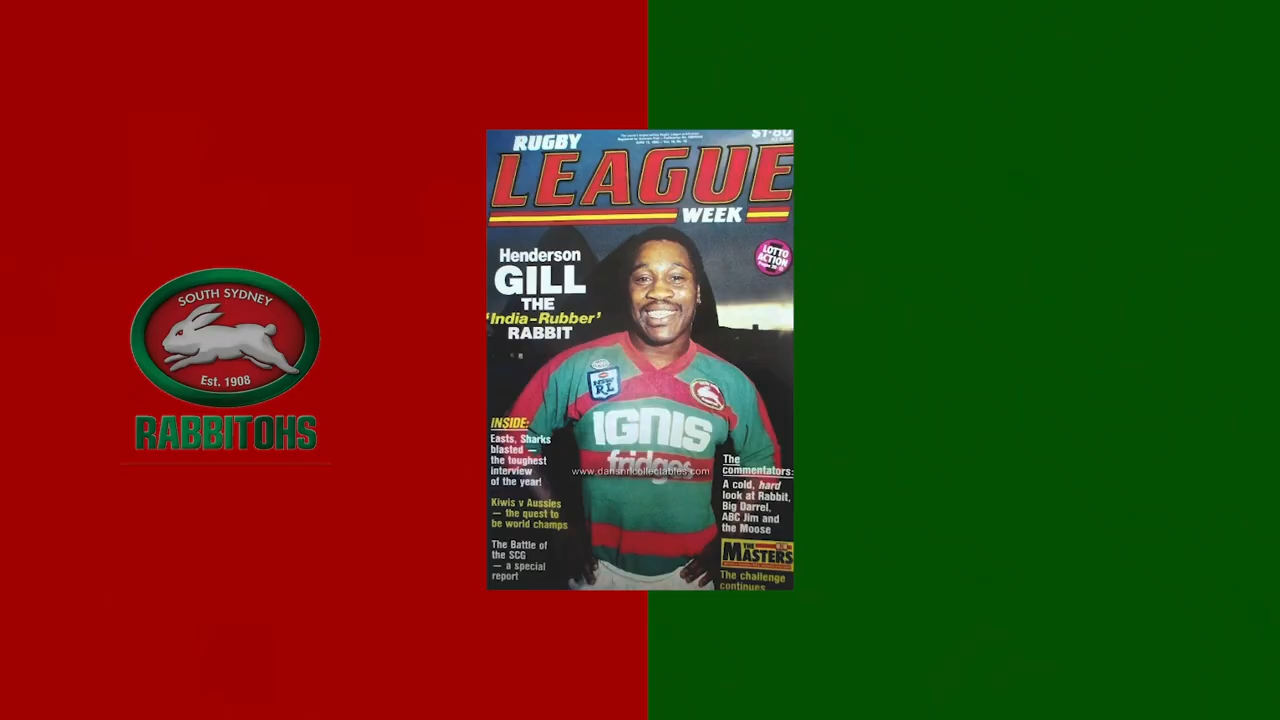 SOUTH SYDNEY
Est. 1908
RABBITOHS
RUGBY
LEAGUE
WEEK
$1.80
LOTTO
ACTION
Henderson
GILL
THE
'India-Rubber'
RABBIT
NSW
RL
IGNIS
fridges
www.dansnrlcollectables.com
INSIDE:
Easts, Sharks
blasted —
the toughest
interview
of the year!
Kiwis v Aussies
— the quest to
be world champs
The Battle of
the SCG
— a special
report
The
commentators:
A cold, hard
look at Rabbit,
Big Darrel,
ABC Jim and
the Moose
THE
MASTERS
The challenge
continues